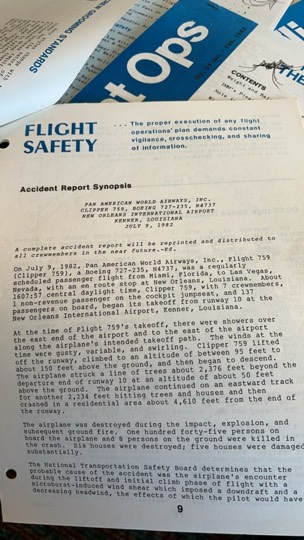 ER GROUNDING STANDARDS
t Ops
CONTENTS
THE
FLIGHT
SAFETY
... The proper execution of any flight
operations' plan demands constant
vigilance, crosschecking, and sharing
of information.
Accident Report Synopsis
PAN AMERICAN WORLD AIRWAYS, INC.
CLIPPER 759, BOEING 727-235, N4737
NEW ORLEANS INTERNATIONAL AIRPORT
KENNER, LOUISIANA
JULY 9, 1982
A complete accident report will be reprinted and distributed to
all crewmembers in the near future.-Ed.
On July 9, 1982, Pan American World Airways, Inc., Flight 759
(Clipper 759), a Boeing 727-235, N4737, was a regularly
scheduled passenger flight from Miami, Florida, to Las Vegas,
Nevada, with an en route stop at New Orleans, Louisiana. About
1607:57 central daylight time, Clipper 759, with 7 crewmembers,
1 non-revenue passenger on the cockpit jumpseat, and 137
passengers on board, began its takeoff from runway 10 at the
New Orleans International Airport, Kenner, Louisiana.
At the time of Flight 759's takeoff, there were showers over
the east end of the airport and to the east of the airport
along the airplane's intended takeoff path. The winds at the
time were gusty, variable, and swirling. Clipper 759 lifted
off the runway, climbed to an altitude of between 95 feet to
about 150 feet above the ground, and then began to descend.
The airplane struck a line of trees about 2,376 feet beyond the
departure end of runway 10 at an altitude of about 50 feet
above the ground. The airplane continued on an eastward track
for another 2,234 feet hitting trees and houses and then
crashed in a residential area about 4,610 feet from the end of
the runway.
The airplane was destroyed during the impact, explosion, and
subsequent ground fire. One hundred forty-five persons on
board the airplane and 8 persons on the ground were killed in
the crash. Six houses were destroyed; five houses were damaged
substantially.
The National Transportation Safety Board determines that the
probable cause of the accident was the airplane's encounter
during the liftoff and initial climb phase of flight with a
microburst-induced wind shear which imposed a downdraft and a
decreasing headwind, the effects of which the pilot would have
9